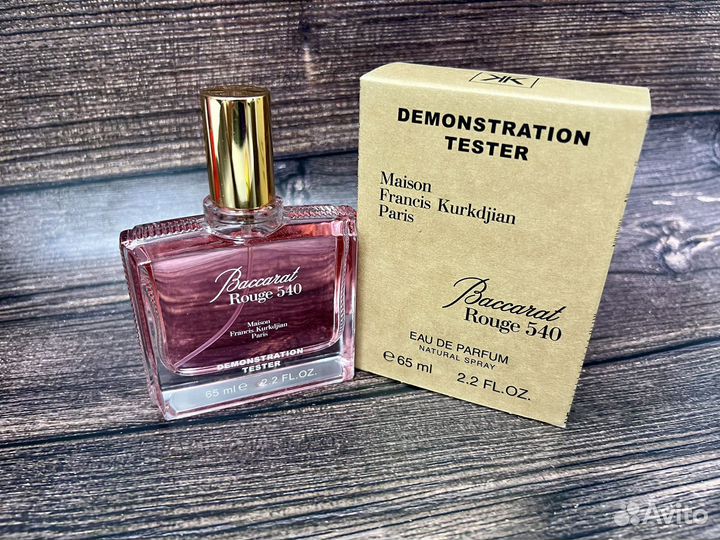 DEMONSTRATION
TESTER
Maison
Francis Kurkdjian
Paris
Baccarat
Rouge 540
EAU DE PARFUM
NATURAL SPRAY
e 65 ml 2.2 FL.OZ.
Baccarat
Rouge 540
Maison
Francis Kurkdjian
Paris
DEMONSTRATION
TESTER
65 ml e 2.2 FL.OZ.
Avito